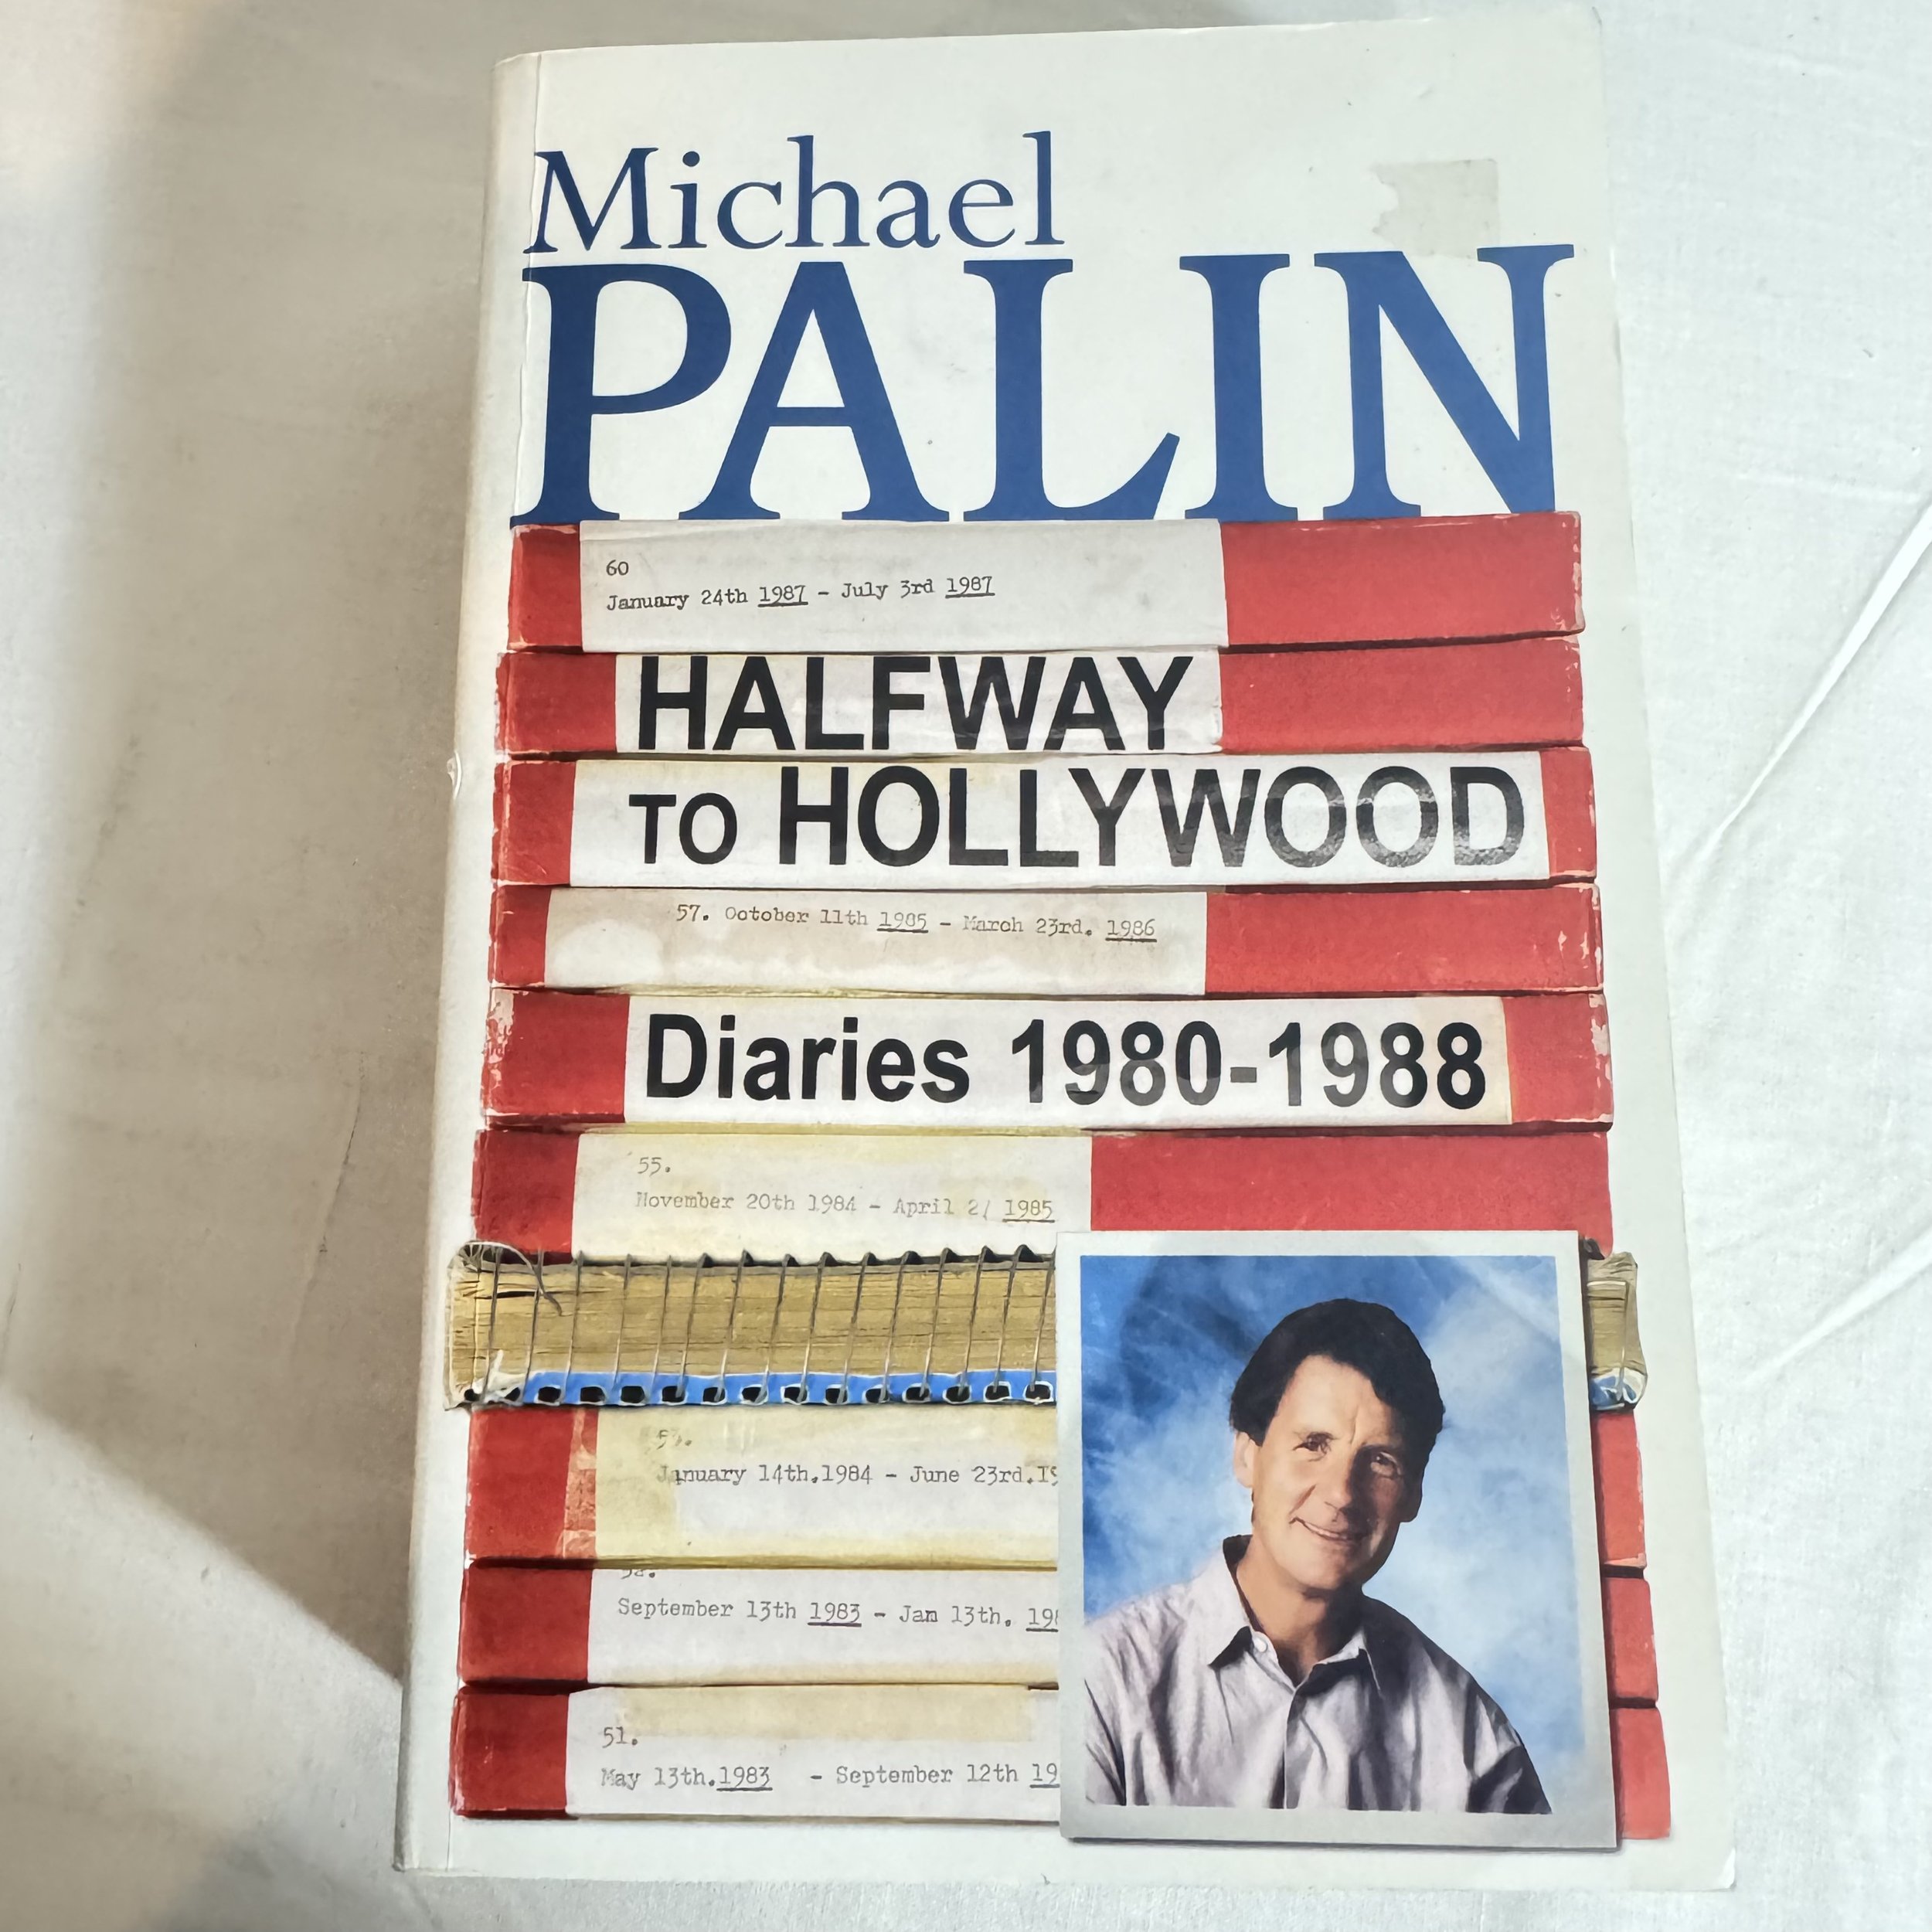 Michael
PALIN
60
January 24th 1987 - July 3rd 1987
HALFWAY
TO HOLLYWOOD
57. October 11th 1985 - March 23rd. 1986
Diaries 1980-1988
55.
November 20th 1984 - April 1985
January 14th.1984 - June 23rd.
September 13th 1983 - Jan 13th.
51.
May 13th.1983 - September 12th